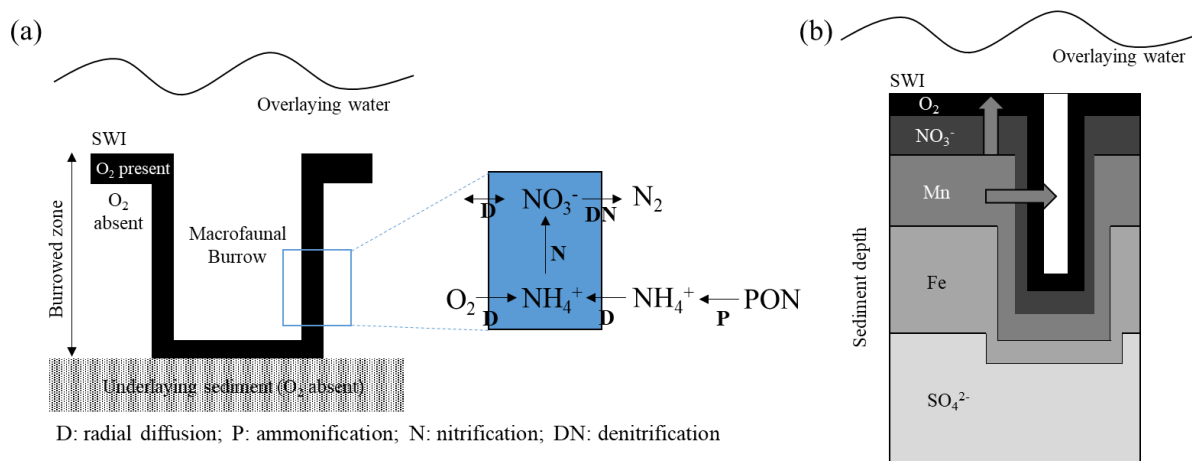 (a)
Overlaying water
SWI
O₂ present
O₂
absent
Burrowed zone
Macrofaunal
Burrow
D
NO₃⁻
DN
N₂
N
O₂
D
NH₄⁺
D
NH₄⁺
P
PON
Underlaying sediment (O₂ absent)
D: radial diffusion; P: ammonification; N: nitrification; DN: denitrification
(b)
Overlaying water
SWI
O₂
NO₃⁻
Mn
Fe
SO₄²⁻
Sediment depth